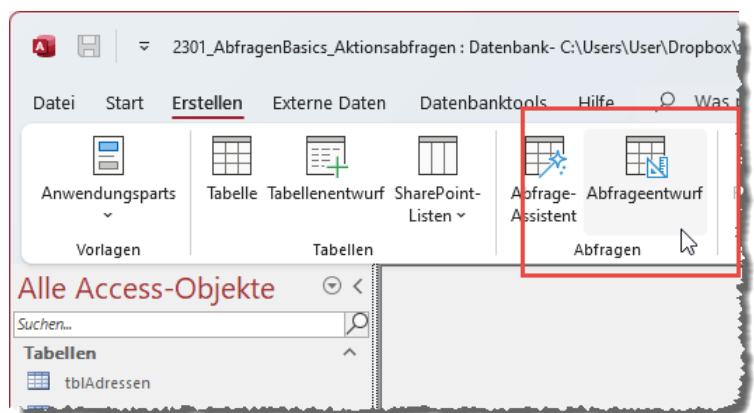 2301_AbfragenBasics_Aktionsabfragen : Datenbank- C:\Users\User\Dropbox\
Datei Start Erstellen Externe Daten Datenbanktools Hilfe Was
Anwendungsparts Tabelle Tabellenentwurf SharePoint- Abfrage- Abfrageentwurf
Listen Assistent
Vorlagen Tabellen Abfragen
Alle Access-Objekte
Suchen...
Tabellen
tblAdressen